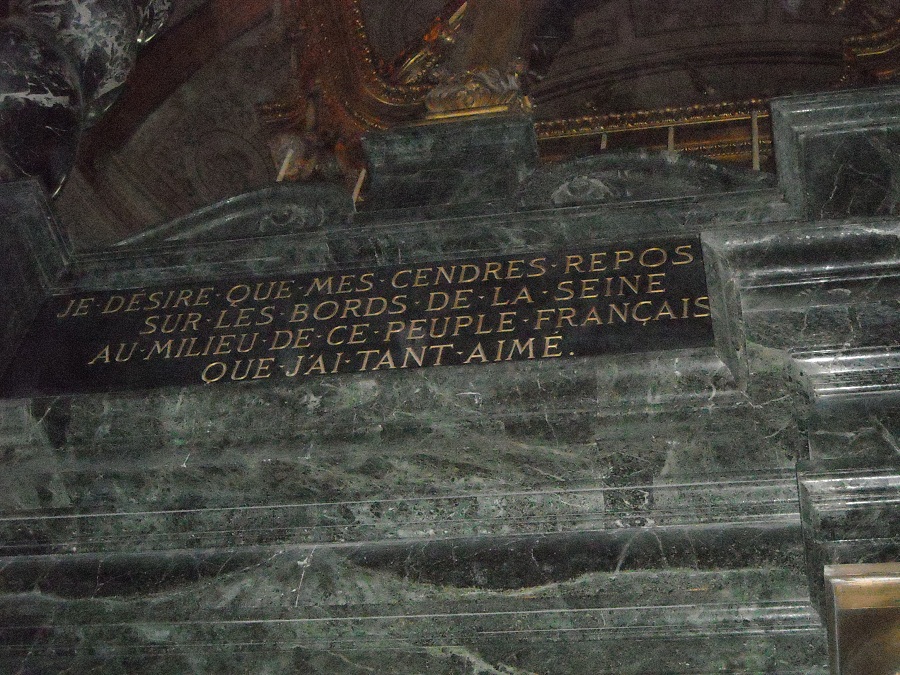 JE·DÉSIRE·QUE·MES·CENDRES·REPOS
SUR·LES·BORDS·DE·LA·SEINE
AU·MILIEU·DE·CE·PEUPLE·FRANÇAIS
QUE·J'AI·TANT·AIMÉ.